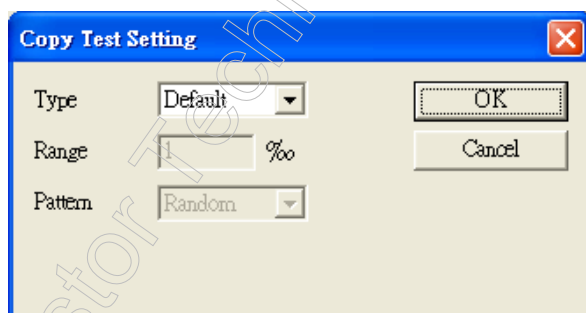 Copy Test Setting
Type Default OK
Range 1 ‰ Cancel
Pattern Random